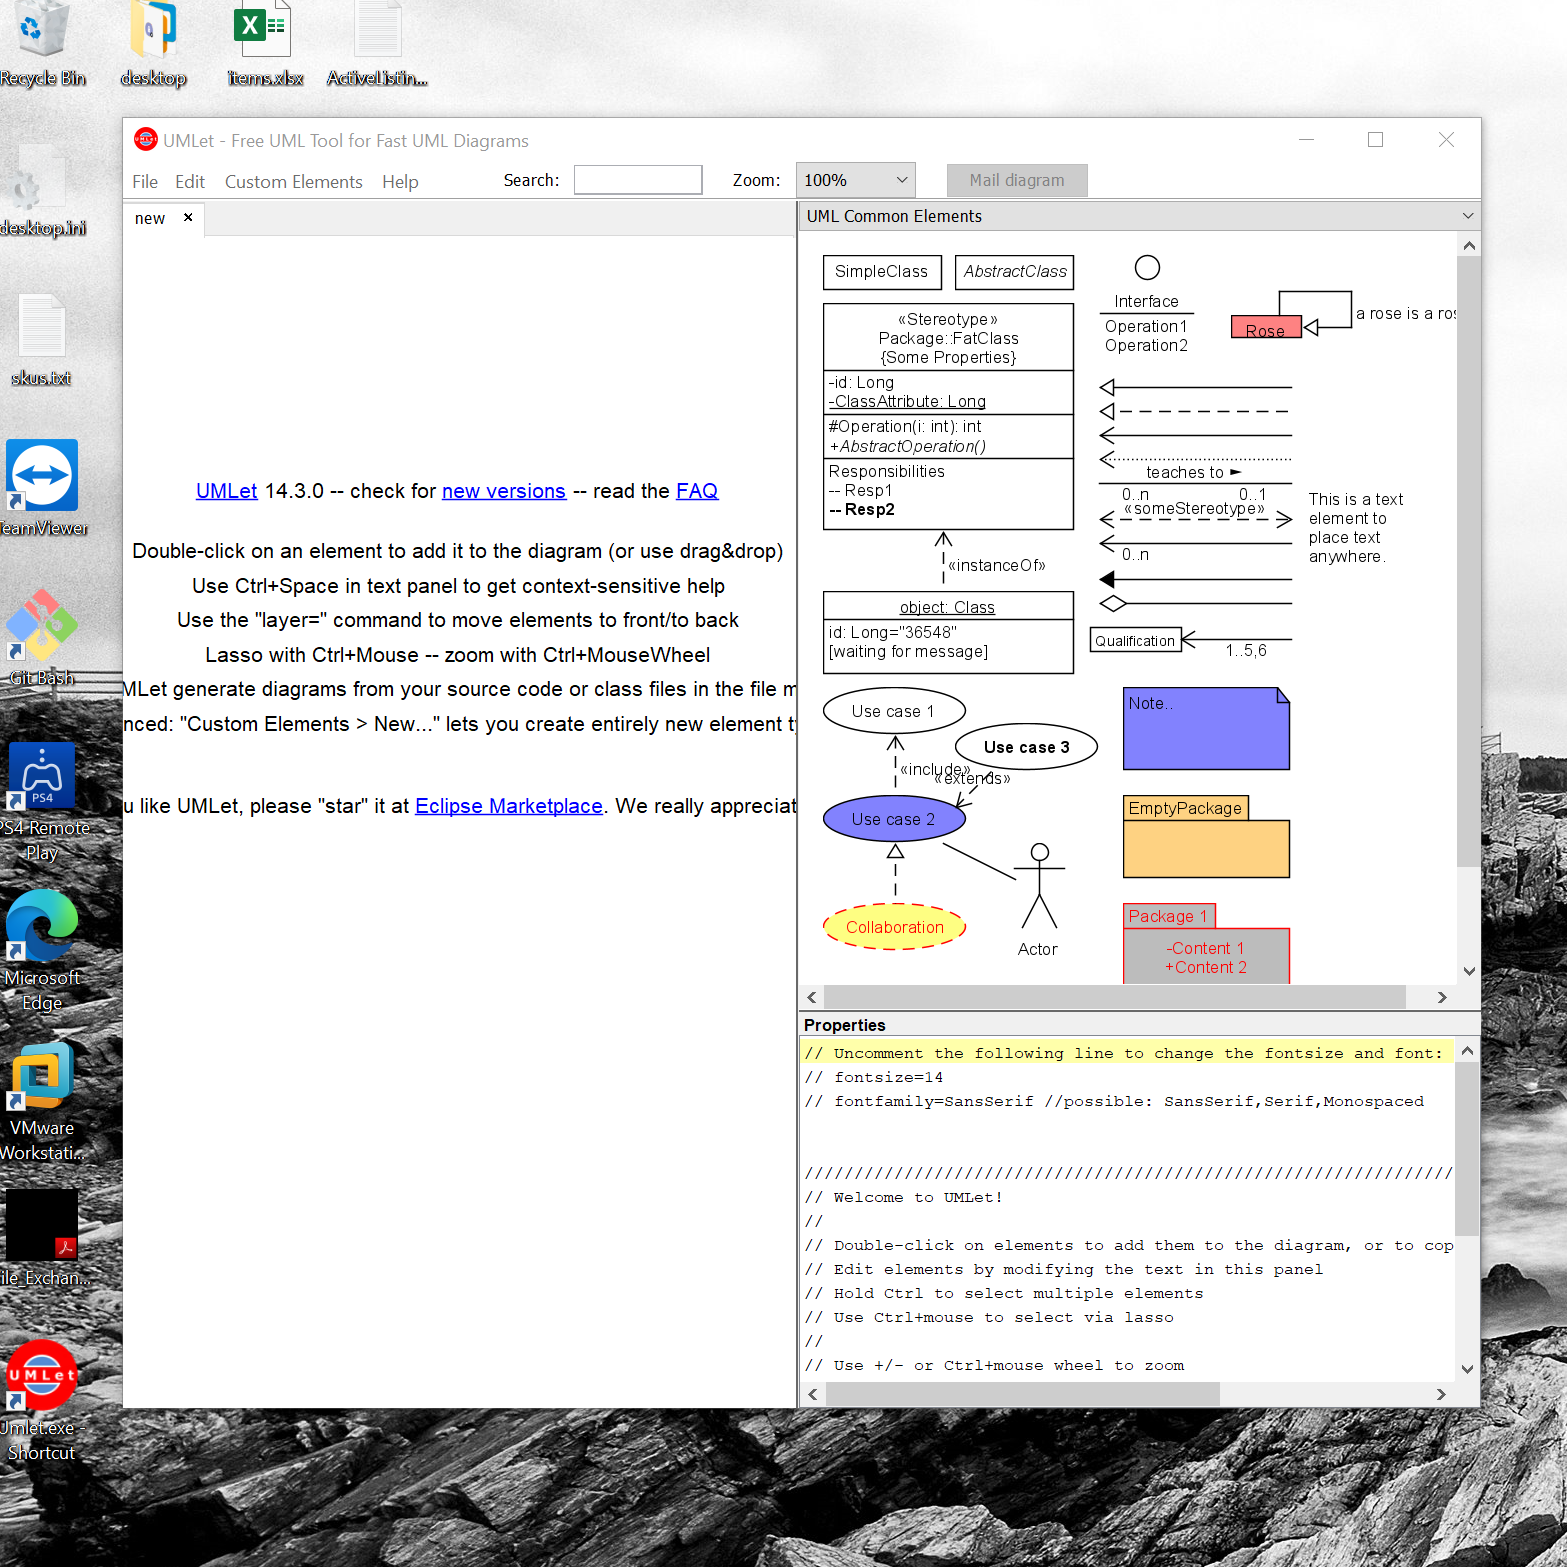 Recycle Bin
desktop
items.xlsx
ActiveListin...
desktop.ini
skus.txt
TeamViewer
Git Bash
PS4 Remote
Play
PS4
Microsoft
Edge
VMware
Workstati...
ile_Exchan...
UMLet
Umlet.exe -
Shortcut
UMLet - Free UML Tool for Fast UML Diagrams
File Edit Custom Elements Help Search: Zoom: 100% Mail diagram
new
UMLet 14.3.0 -- check for new versions -- read the FAQ
Double-click on an element to add it to the diagram (or use drag&drop)
Use Ctrl+Space in text panel to get context-sensitive help
Use the "layer=" command to move elements to front/to back
Lasso with Ctrl+Mouse -- zoom with Ctrl+MouseWheel
MLet generate diagrams from your source code or class files in the file m
nced: "Custom Elements > New..." lets you create entirely new element ty
u like UMLet, please "star" it at Eclipse Marketplace. We really appreciat
UML Common Elements
SimpleClass
AbstractClass
«Stereotype»
Package::FatClass
{Some Properties}
-id: Long
-ClassAttribute: Long
#Operation(i: int): int
+AbstractOperation()
Responsibilities
-- Resp1
-- Resp2
«instanceOf»
object: Class
id: Long="36548"
[waiting for message]
Interface
Operation1
Operation2
Rose
a rose is a ros
teaches to ►
0..n 0..1
«someStereotype»
0..n
This is a text
element to
place text
anywhere.
Qualification
1..5,6
Use case 1
Use case 3
«include»
«extends»
Use case 2
Collaboration
Actor
Note..
EmptyPackage
Package 1
-Content 1
+Content 2
Properties
// Uncomment the following line to change the fontsize and font:
// fontsize=14
// fontfamily=SansSerif //possible: SansSerif,Serif,Monospaced
/////////////////////////////////////////////////////////////////
// Welcome to UMLet!
//
// Double-click on elements to add them to the diagram, or to cop
// Edit elements by modifying the text in this panel
// Hold Ctrl to select multiple elements
// Use Ctrl+mouse to select via lasso
//
// Use +/- or Ctrl+mouse wheel to zoom